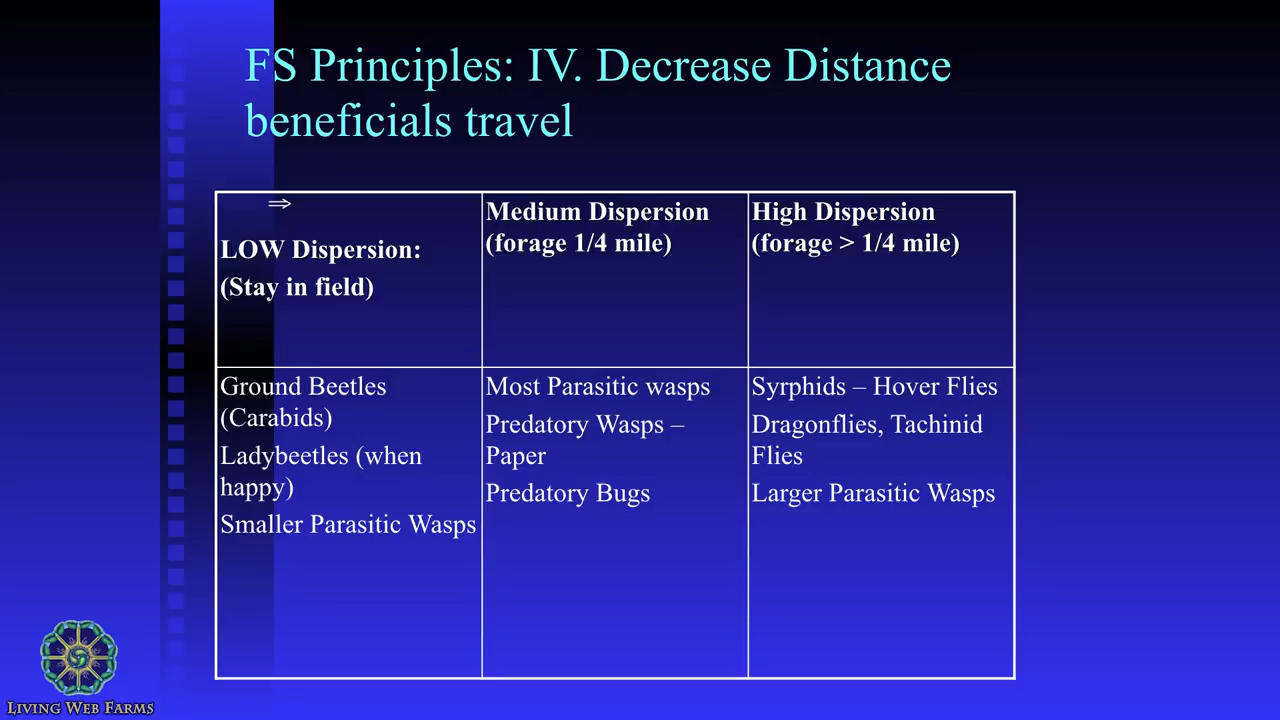 FS Principles: IV. Decrease Distance
beneficials travel
⇒
LOW Dispersion:
(Stay in field)
Medium Dispersion
(forage 1/4 mile)
High Dispersion
(forage > 1/4 mile)
Ground Beetles
(Carabids)
Ladybeetles (when
happy)
Smaller Parasitic Wasps
Most Parasitic wasps
Predatory Wasps –
Paper
Predatory Bugs
Syrphids – Hover Flies
Dragonflies, Tachinid
Flies
Larger Parasitic Wasps
LIVING WEB FARMS